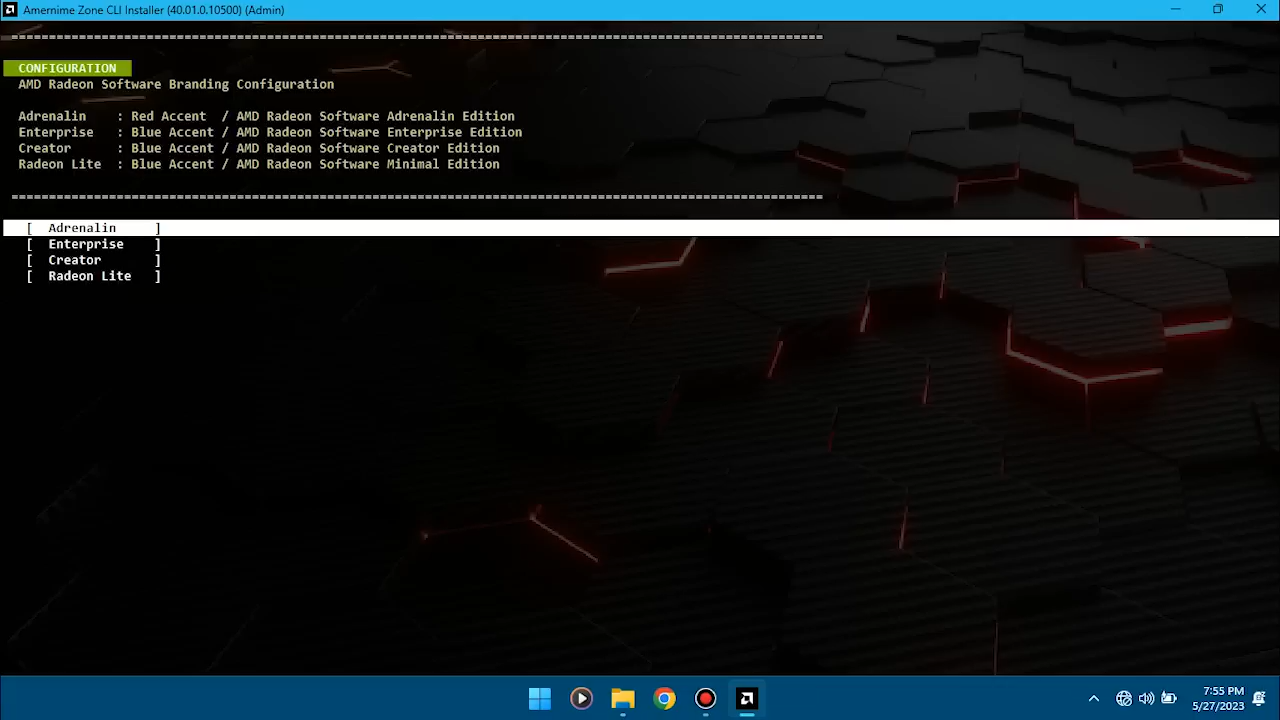 Amernime Zone CLI Installer (40.01.0.10500) (Admin)
============================================================================================================
CONFIGURATION
AMD Radeon Software Branding Configuration
Adrenalin : Red Accent / AMD Radeon Software Adrenalin Edition
Enterprise : Blue Accent / AMD Radeon Software Enterprise Edition
Creator : Blue Accent / AMD Radeon Software Creator Edition
Radeon Lite : Blue Accent / AMD Radeon Software Minimal Edition
============================================================================================================
[ Adrenalin ]
[ Enterprise ]
[ Creator ]
[ Radeon Lite ]
7:55 PM
5/27/2023